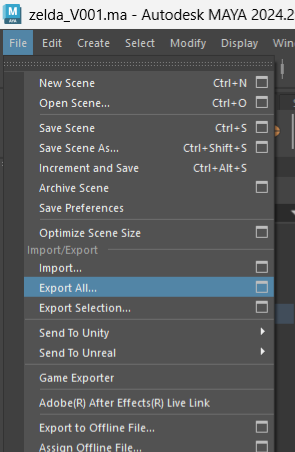 zelda_V001.ma - Autodesk MAYA 2024.2
File Edit Create Select Modify Display
New Scene Ctrl+N
Open Scene... Ctrl+O
Save Scene Ctrl+S
Save Scene As... Ctrl+Shift+S
Increment and Save Ctrl+Alt+S
Archive Scene
Save Preferences
Optimize Scene Size
Import/Export
Import...
Export All...
Export Selection...
Send To Unity
Send To Unreal
Game Exporter
Adobe(R) After Effects(R) Live Link
Export to Offline File...
Assign Offline File...